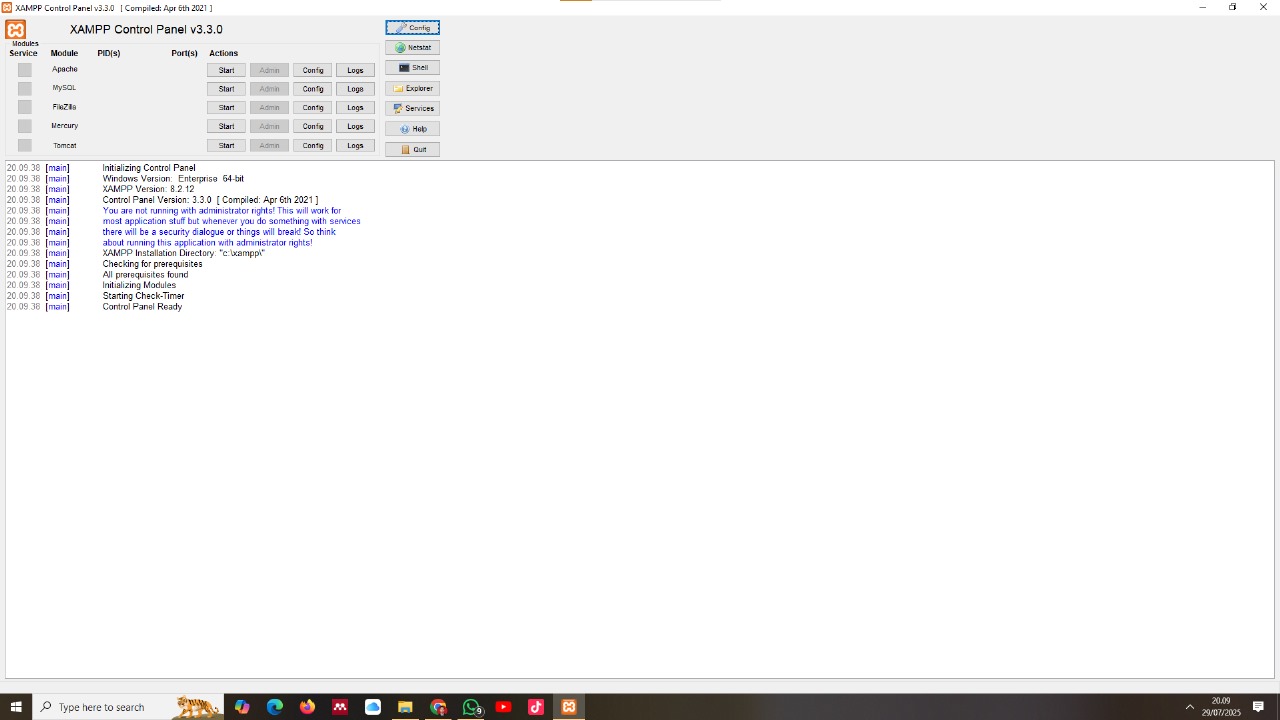 XAMPP Control Panel v3.3.0 [ Compiled: Apr 6th 2021 ]
XAMPP Control Panel v3.3.0
Config
Modules
Service Module PID(s) Port(s) Actions
Netstat
Apache Start Admin Config Logs
Shell
MySQL Start Admin Config Logs
Explorer
FileZilla Start Admin Config Logs
Services
Mercury Start Admin Config Logs
Help
Tomcat Start Admin Config Logs
Quit
20.09.38 [main] Initializing Control Panel
20.09.38 [main] Windows Version: Enterprise 64-bit
20.09.38 [main] XAMPP Version: 8.2.12
20.09.38 [main] Control Panel Version: 3.3.0 [ Compiled: Apr 6th 2021 ]
20.09.38 [main] You are not running with administrator rights! This will work for
20.09.38 [main] most application stuff but whenever you do something with services
20.09.38 [main] there will be a security dialogue or things will break! So think
20.09.38 [main] about running this application with administrator rights!
20.09.38 [main] XAMPP Installation Directory: "c:\xampp\"
20.09.38 [main] Checking for prerequisites
20.09.38 [main] All prerequisites found
20.09.38 [main] Initializing Modules
20.09.38 [main] Starting Check-Timer
20.09.38 [main] Control Panel Ready
Type here to search
9
20.09
29/07/2025